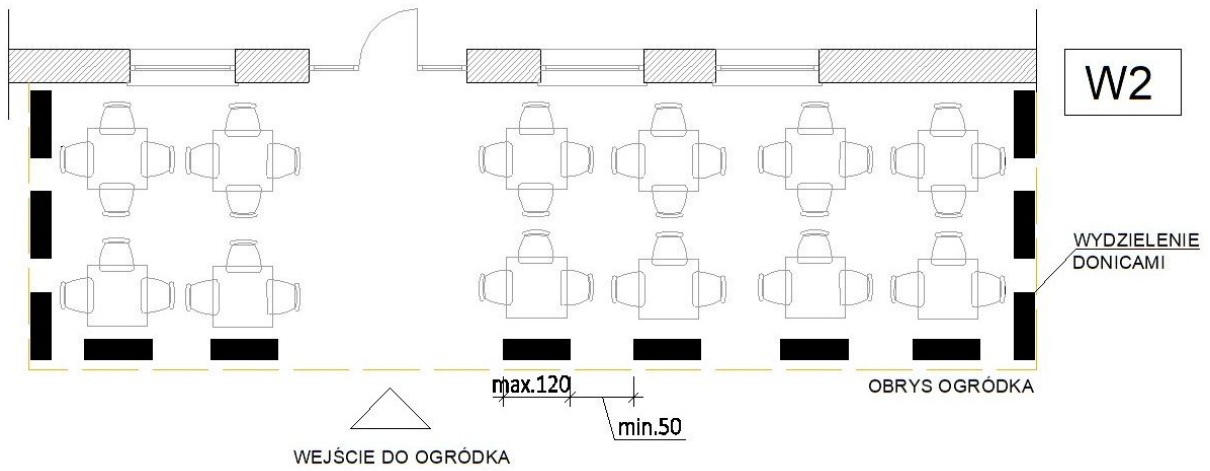 W2
WYDZIELENIE
DONICAMI
OBRYS OGRÓDKA
max.120
min.50
WEJŚCIE DO OGRÓDKA